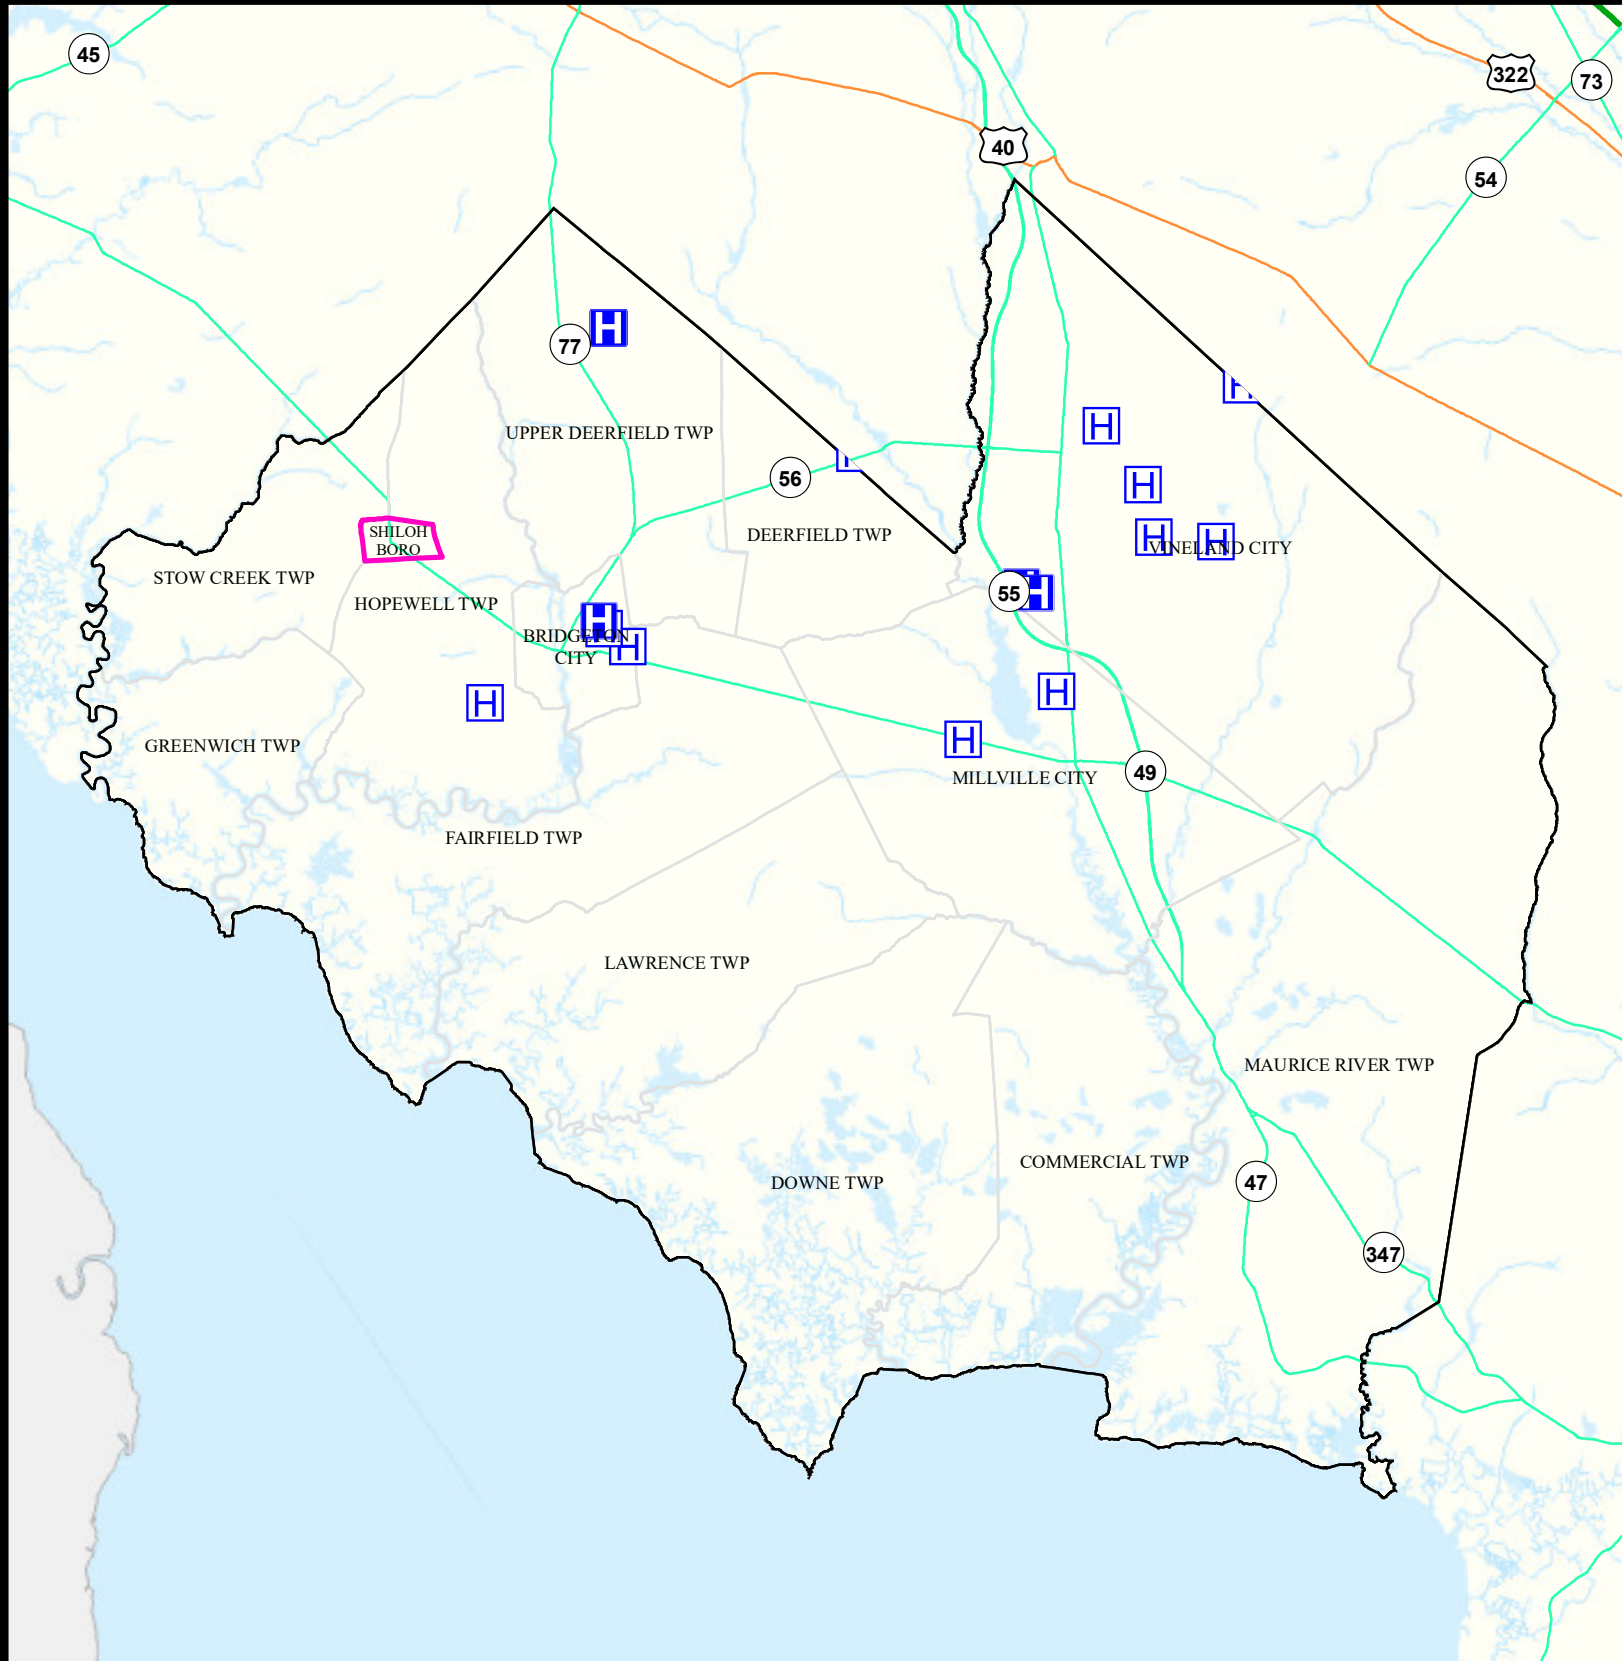 45
322
73
40
54
77
H
H
H
UPPER DEERFIELD TWP
H
56
H
H
SHILOH
BORO
DEERFIELD TWP
H
H
VINELAND CITY
STOW CREEK TWP
HOPEWELL TWP
55
H
H
BRIDGETON
CITY
H
H
H
H
GREENWICH TWP
MILLVILLE CITY
49
FAIRFIELD TWP
LAWRENCE TWP
MAURICE RIVER TWP
DOWNE TWP
COMMERCIAL TWP
47
347